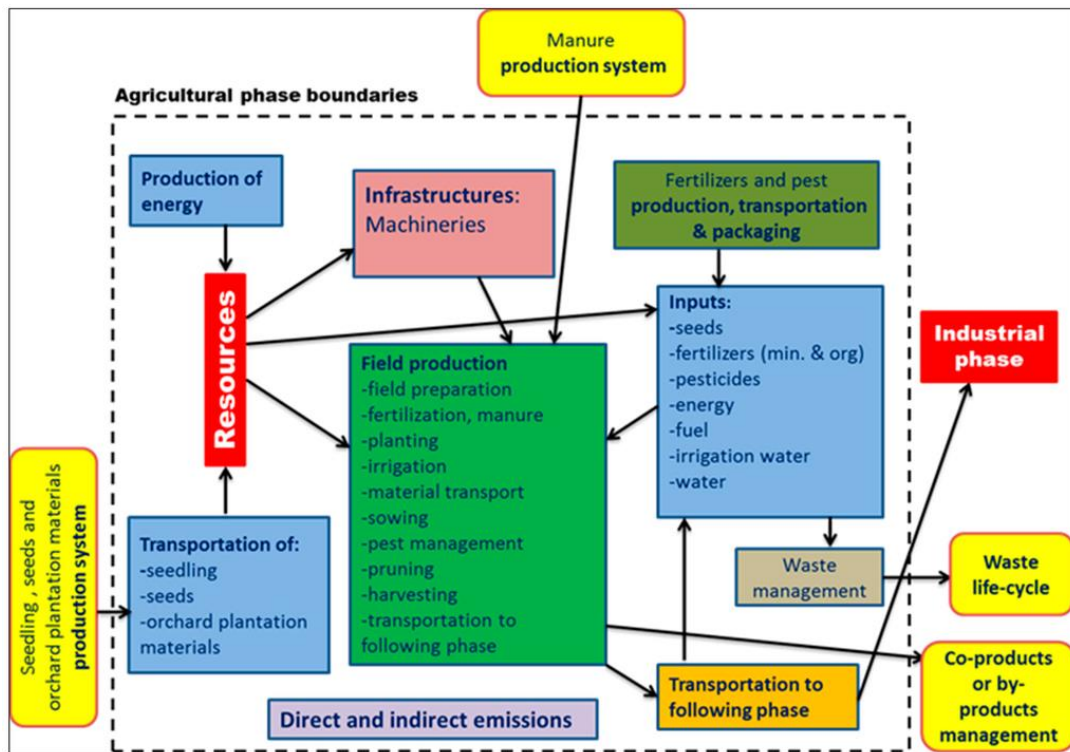 Manure
production system
Agricultural phase boundaries
Production of
energy
Infrastructures:
Machineries
Fertilizers and pest
production, transportation
& packaging
Resources
Inputs:
-seeds
-fertilizers (min. & org)
-pesticides
-energy
-fuel
-irrigation water
-water
Industrial
phase
Field production
-field preparation
-fertilization, manure
-planting
-irrigation
-material transport
-sowing
-pest management
-pruning
-harvesting
-transportation to
following phase
Seedling , seeds and
orchard plantation materials
production system
Transportation of:
-seedling
-seeds
-orchard plantation
materials
Waste
management
Waste
life-cycle
Transportation to
following phase
Co-products
or by-
products
management
Direct and indirect emissions